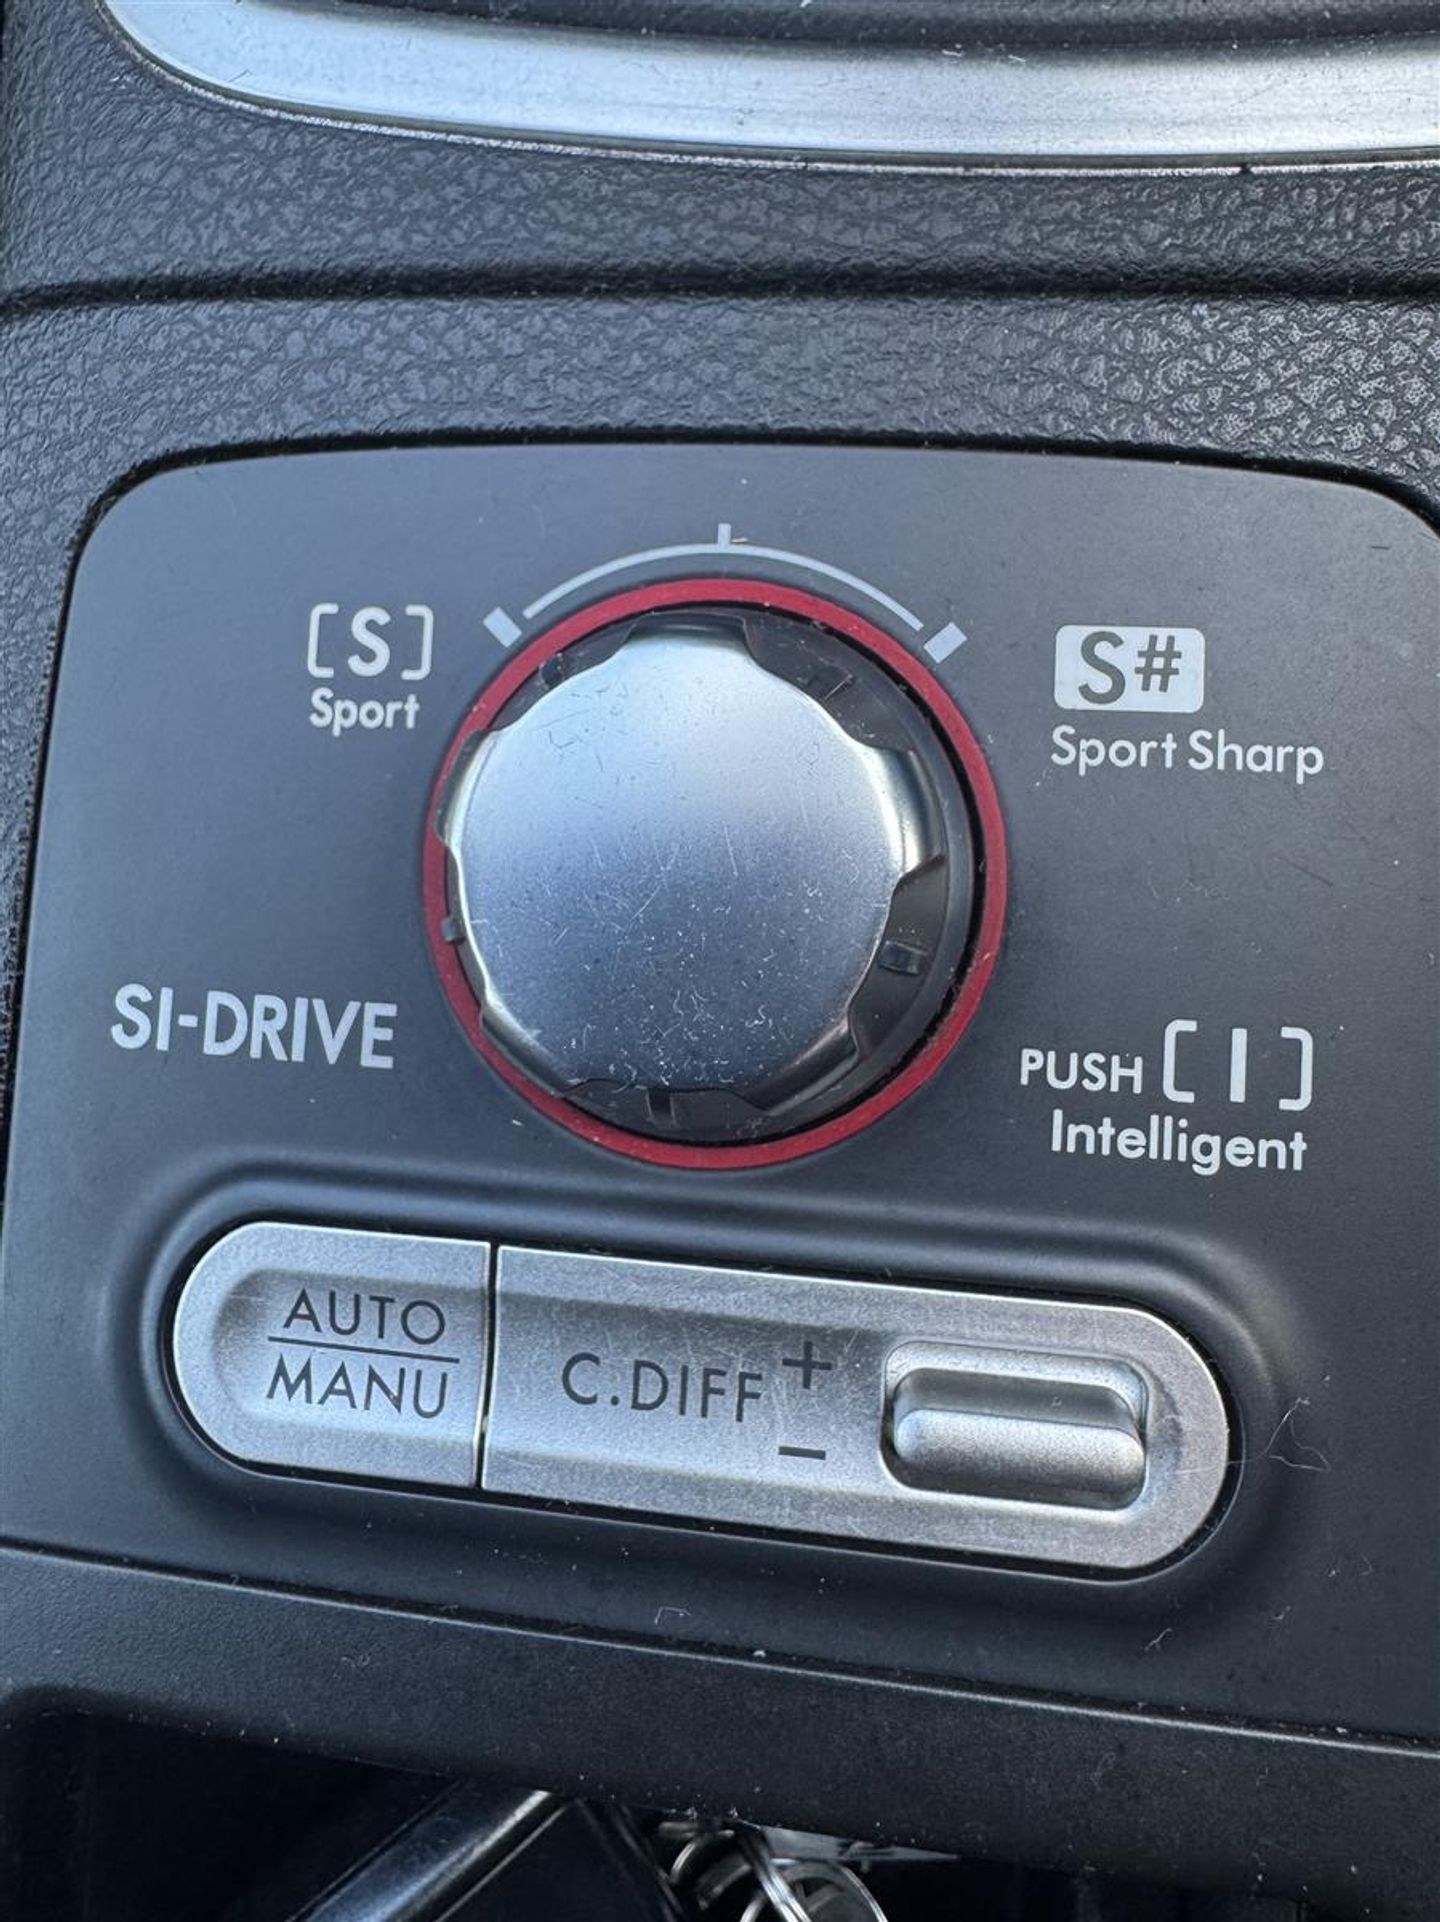 [S]
Sport
S#
Sport Sharp
SI-DRIVE
PUSH [I]
Intelligent
AUTO
MANU
C.DIFF + −